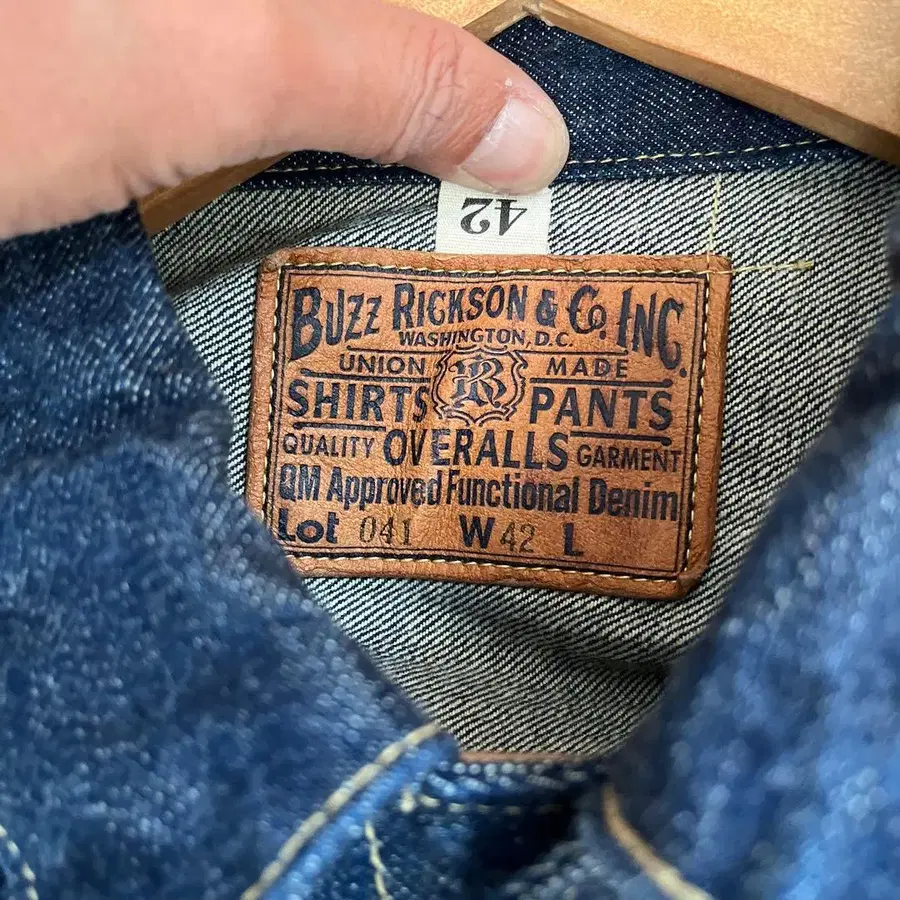 42
BUZZ RICKSON & Co. INC.
WASHINGTON, D.C.
UNION R MADE
SHIRTS PANTS
QUALITY OVERALLS GARMENT
QM Approved Functional Denim
Lot 041 W 42 L